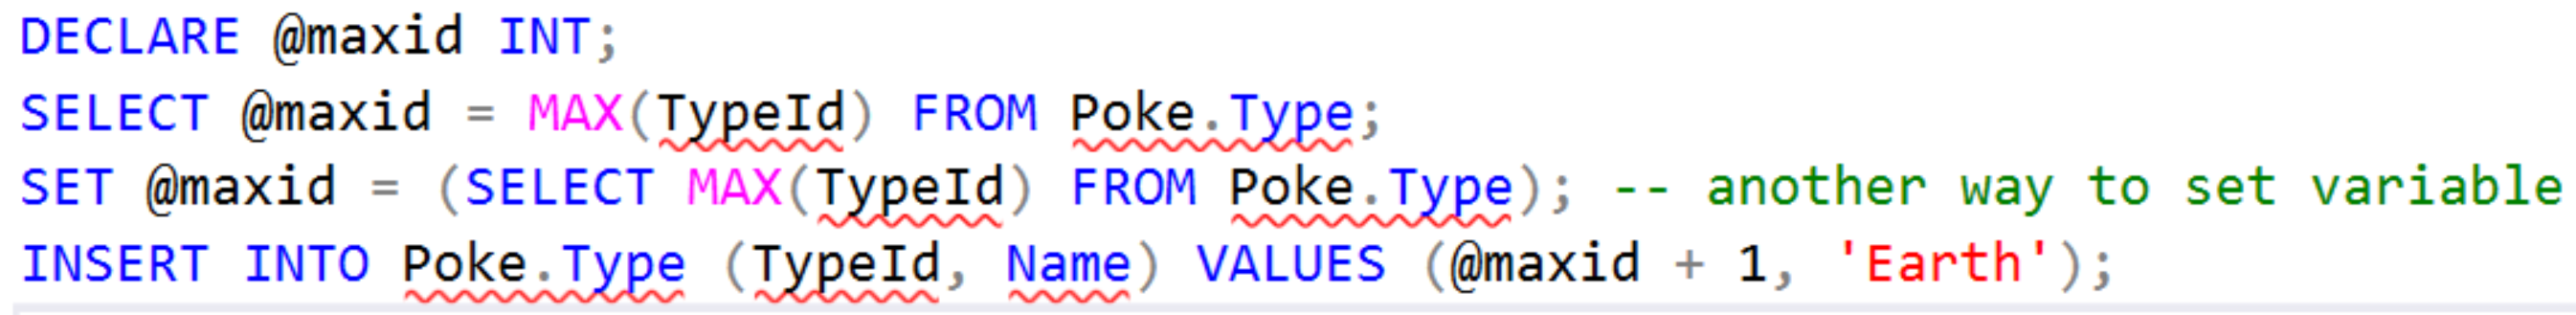 DECLARE @maxid INT;
SELECT @maxid = MAX(TypeId) FROM Poke.Type;
SET @maxid = (SELECT MAX(TypeId) FROM Poke.Type); -- another way to set variable
INSERT INTO Poke.Type (TypeId, Name) VALUES (@maxid + 1, 'Earth');